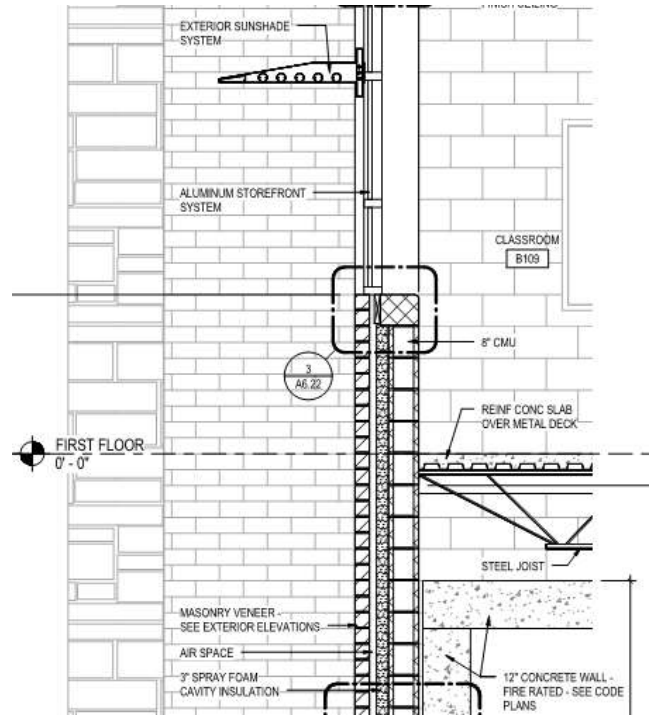 FINISH GLAZING
EXTERIOR SUNSHADE
SYSTEM
ALUMINUM STOREFRONT
SYSTEM
CLASSROOM
B109
8" CMU
3
A6.22
REINF CONC SLAB
OVER METAL DECK
FIRST FLOOR
0' - 0"
STEEL JOIST
MASONRY VENEER -
SEE EXTERIOR ELEVATIONS
AIR SPACE
3" SPRAY FOAM
CAVITY INSULATION
12" CONCRETE WALL -
FIRE RATED - SEE CODE
PLANS